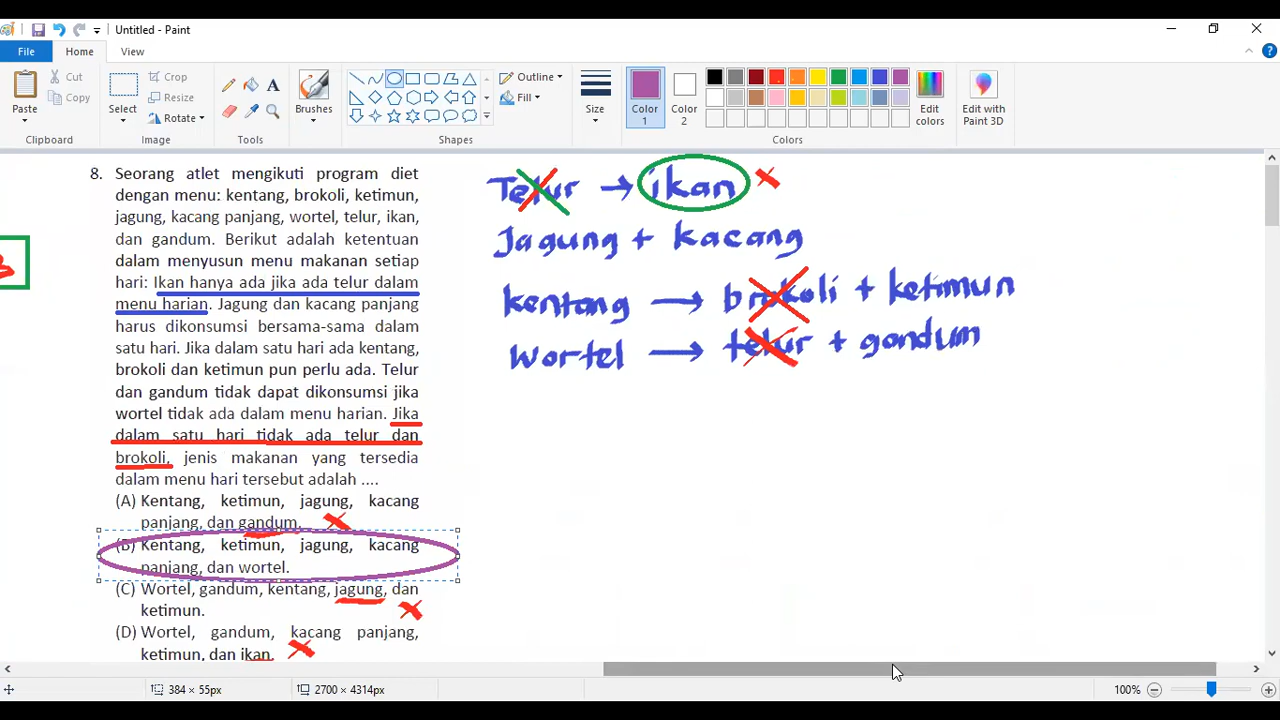 Untitled - Paint
File
Home
View
Paste
Cut
Copy
Clipboard
Select
Crop
Resize
Rotate
Image
Tools
A
Brushes
Outline
Fill
Shapes
Size
Color
1
Color
2
Edit
colors
Edit with
Paint 3D
Colors
8. Seorang atlet mengikuti program diet
dengan menu: kentang, brokoli, ketimun,
jagung, kacang panjang, wortel, telur, ikan,
dan gandum. Berikut adalah ketentuan
dalam menyusun menu makanan setiap
hari: Ikan hanya ada jika ada telur dalam
menu harian. Jagung dan kacang panjang
harus dikonsumsi bersama-sama dalam
satu hari. Jika dalam satu hari ada kentang,
brokoli dan ketimun pun perlu ada. Telur
dan gandum tidak dapat dikonsumsi jika
wortel tidak ada dalam menu harian. Jika
dalam satu hari tidak ada telur dan
brokoli, jenis makanan yang tersedia
dalam menu hari tersebut adalah ....
(A) Kentang, ketimun, jagung, kacang
panjang, dan gandum.
(B) Kentang, ketimun, jagung, kacang
panjang, dan wortel.
(C) Wortel, gandum, kentang, jagung, dan
ketimun.
(D) Wortel, gandum, kacang panjang,
ketimun, dan ikan.
Telur → ikan
Jagung + kacang
kentang → brokoli + ketimun
Wortel → telur + gandum
384 × 55px
2700 × 4314px
100%